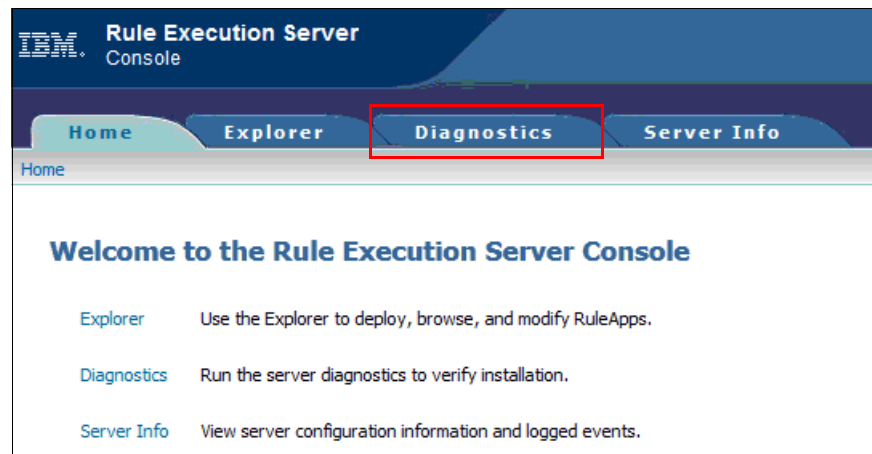 IBM. Rule Execution Server
Console
Home Explorer Diagnostics Server Info
Home
Welcome to the Rule Execution Server Console
Explorer Use the Explorer to deploy, browse, and modify RuleApps.
Diagnostics Run the server diagnostics to verify installation.
Server Info View server configuration information and logged events.